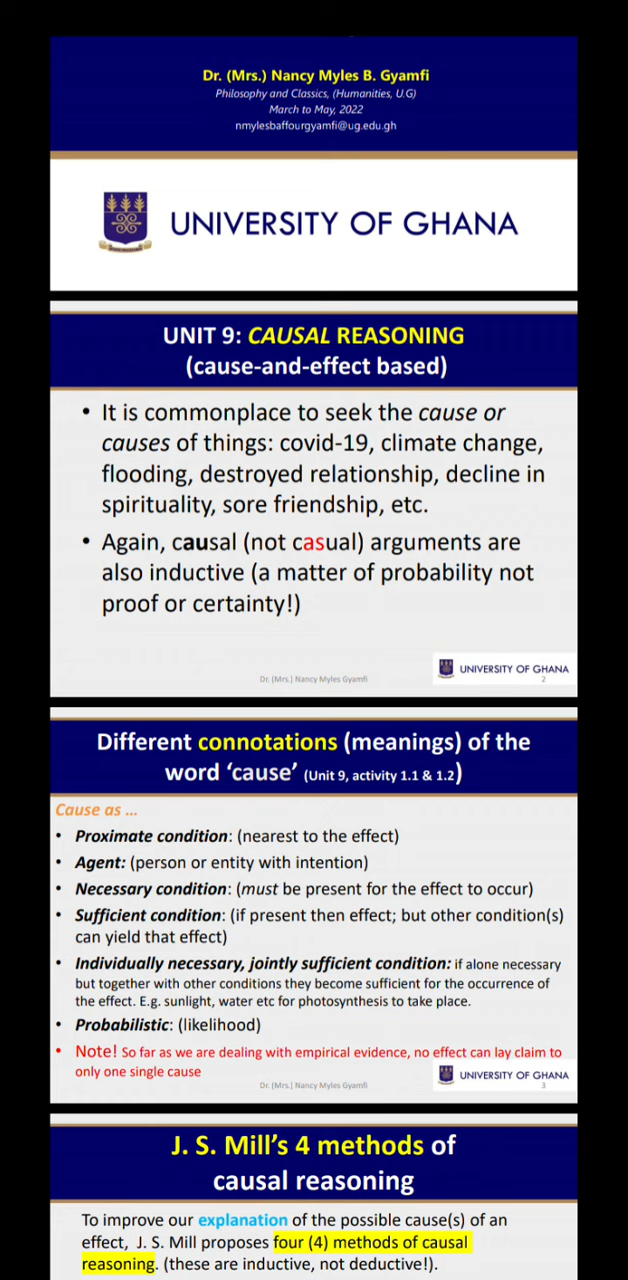 Dr. (Mrs.) Nancy Myles B. Gyamfi
Philosophy and Classics, (Humanities, U.G)
March to May, 2022
nmylesbaffourgyamfi@ug.edu.gh
UNIVERSITY OF GHANA
UNIT 9: CAUSAL REASONING
(cause-and-effect based)
• It is commonplace to seek the cause or
causes of things: covid-19, climate change,
flooding, destroyed relationship, decline in
spirituality, sore friendship, etc.
• Again, causal (not casual) arguments are
also inductive (a matter of probability not
proof or certainty!)
Dr. (Mrs.) Nancy Myles Gyamfi
UNIVERSITY OF GHANA
2
Different connotations (meanings) of the
word ‘cause’ (Unit 9, activity 1.1 & 1.2)
Cause as ...
• Proximate condition: (nearest to the effect)
• Agent: (person or entity with intention)
• Necessary condition: (must be present for the effect to occur)
• Sufficient condition: (if present then effect; but other condition(s)
can yield that effect)
• Individually necessary, jointly sufficient condition: if alone necessary
but together with other conditions they become sufficient for the occurrence of
the effect. E.g. sunlight, water etc for photosynthesis to take place.
• Probabilistic: (likelihood)
• Note! So far as we are dealing with empirical evidence, no effect can lay claim to
only one single cause
Dr. (Mrs.) Nancy Myles Gyamfi
UNIVERSITY OF GHANA
3
J. S. Mill’s 4 methods of
causal reasoning
To improve our explanation of the possible cause(s) of an
effect, J. S. Mill proposes four (4) methods of causal
reasoning. (these are inductive, not deductive!).